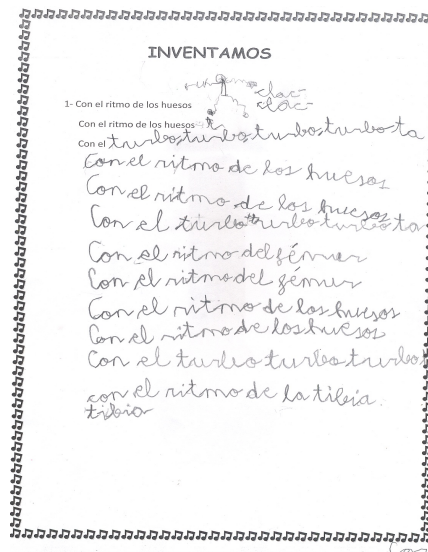 INVENTAMOS
clac-
1- Con el ritmo de los huesos clac-
Con el ritmo de los huesos
Con el turbo, turbo, turbo, turbo ta
Con el ritmo de los huesos
Con el ritmo de los huesos
Con el turbo turbo turbo ta
Con el ritmo del fémur
Con el ritmo del fémur
Con el ritmo de los huesos
Con el ritmo de los huesos
Con el turbo turbo turbo
con el ritmo de la tibia
tibia